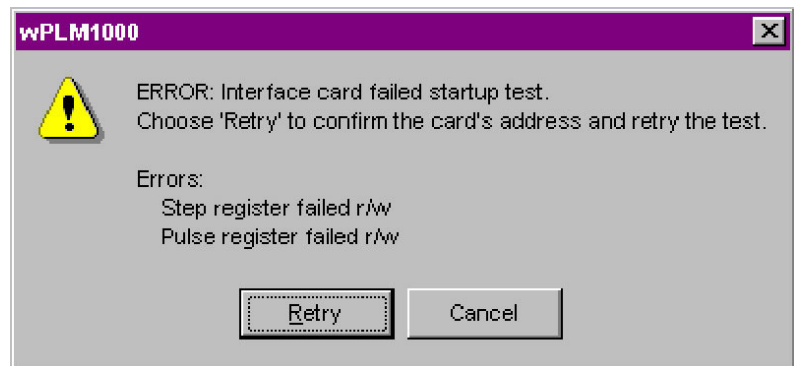 wPLM1000
ERROR: Interface card failed startup test.
Choose 'Retry' to confirm the card's address and retry the test.
Errors:
Step register failed r/w
Pulse register failed r/w
Retry
Cancel